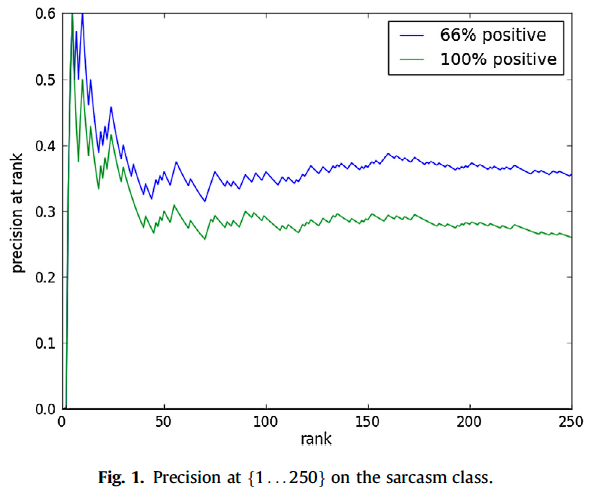 0.6
0.5
0.4
0.3
0.2
0.1
0.0
precision at rank
66% positive
100% positive
0 50 100 150 200 250
rank
Fig. 1. Precision at {1...250} on the sarcasm class.